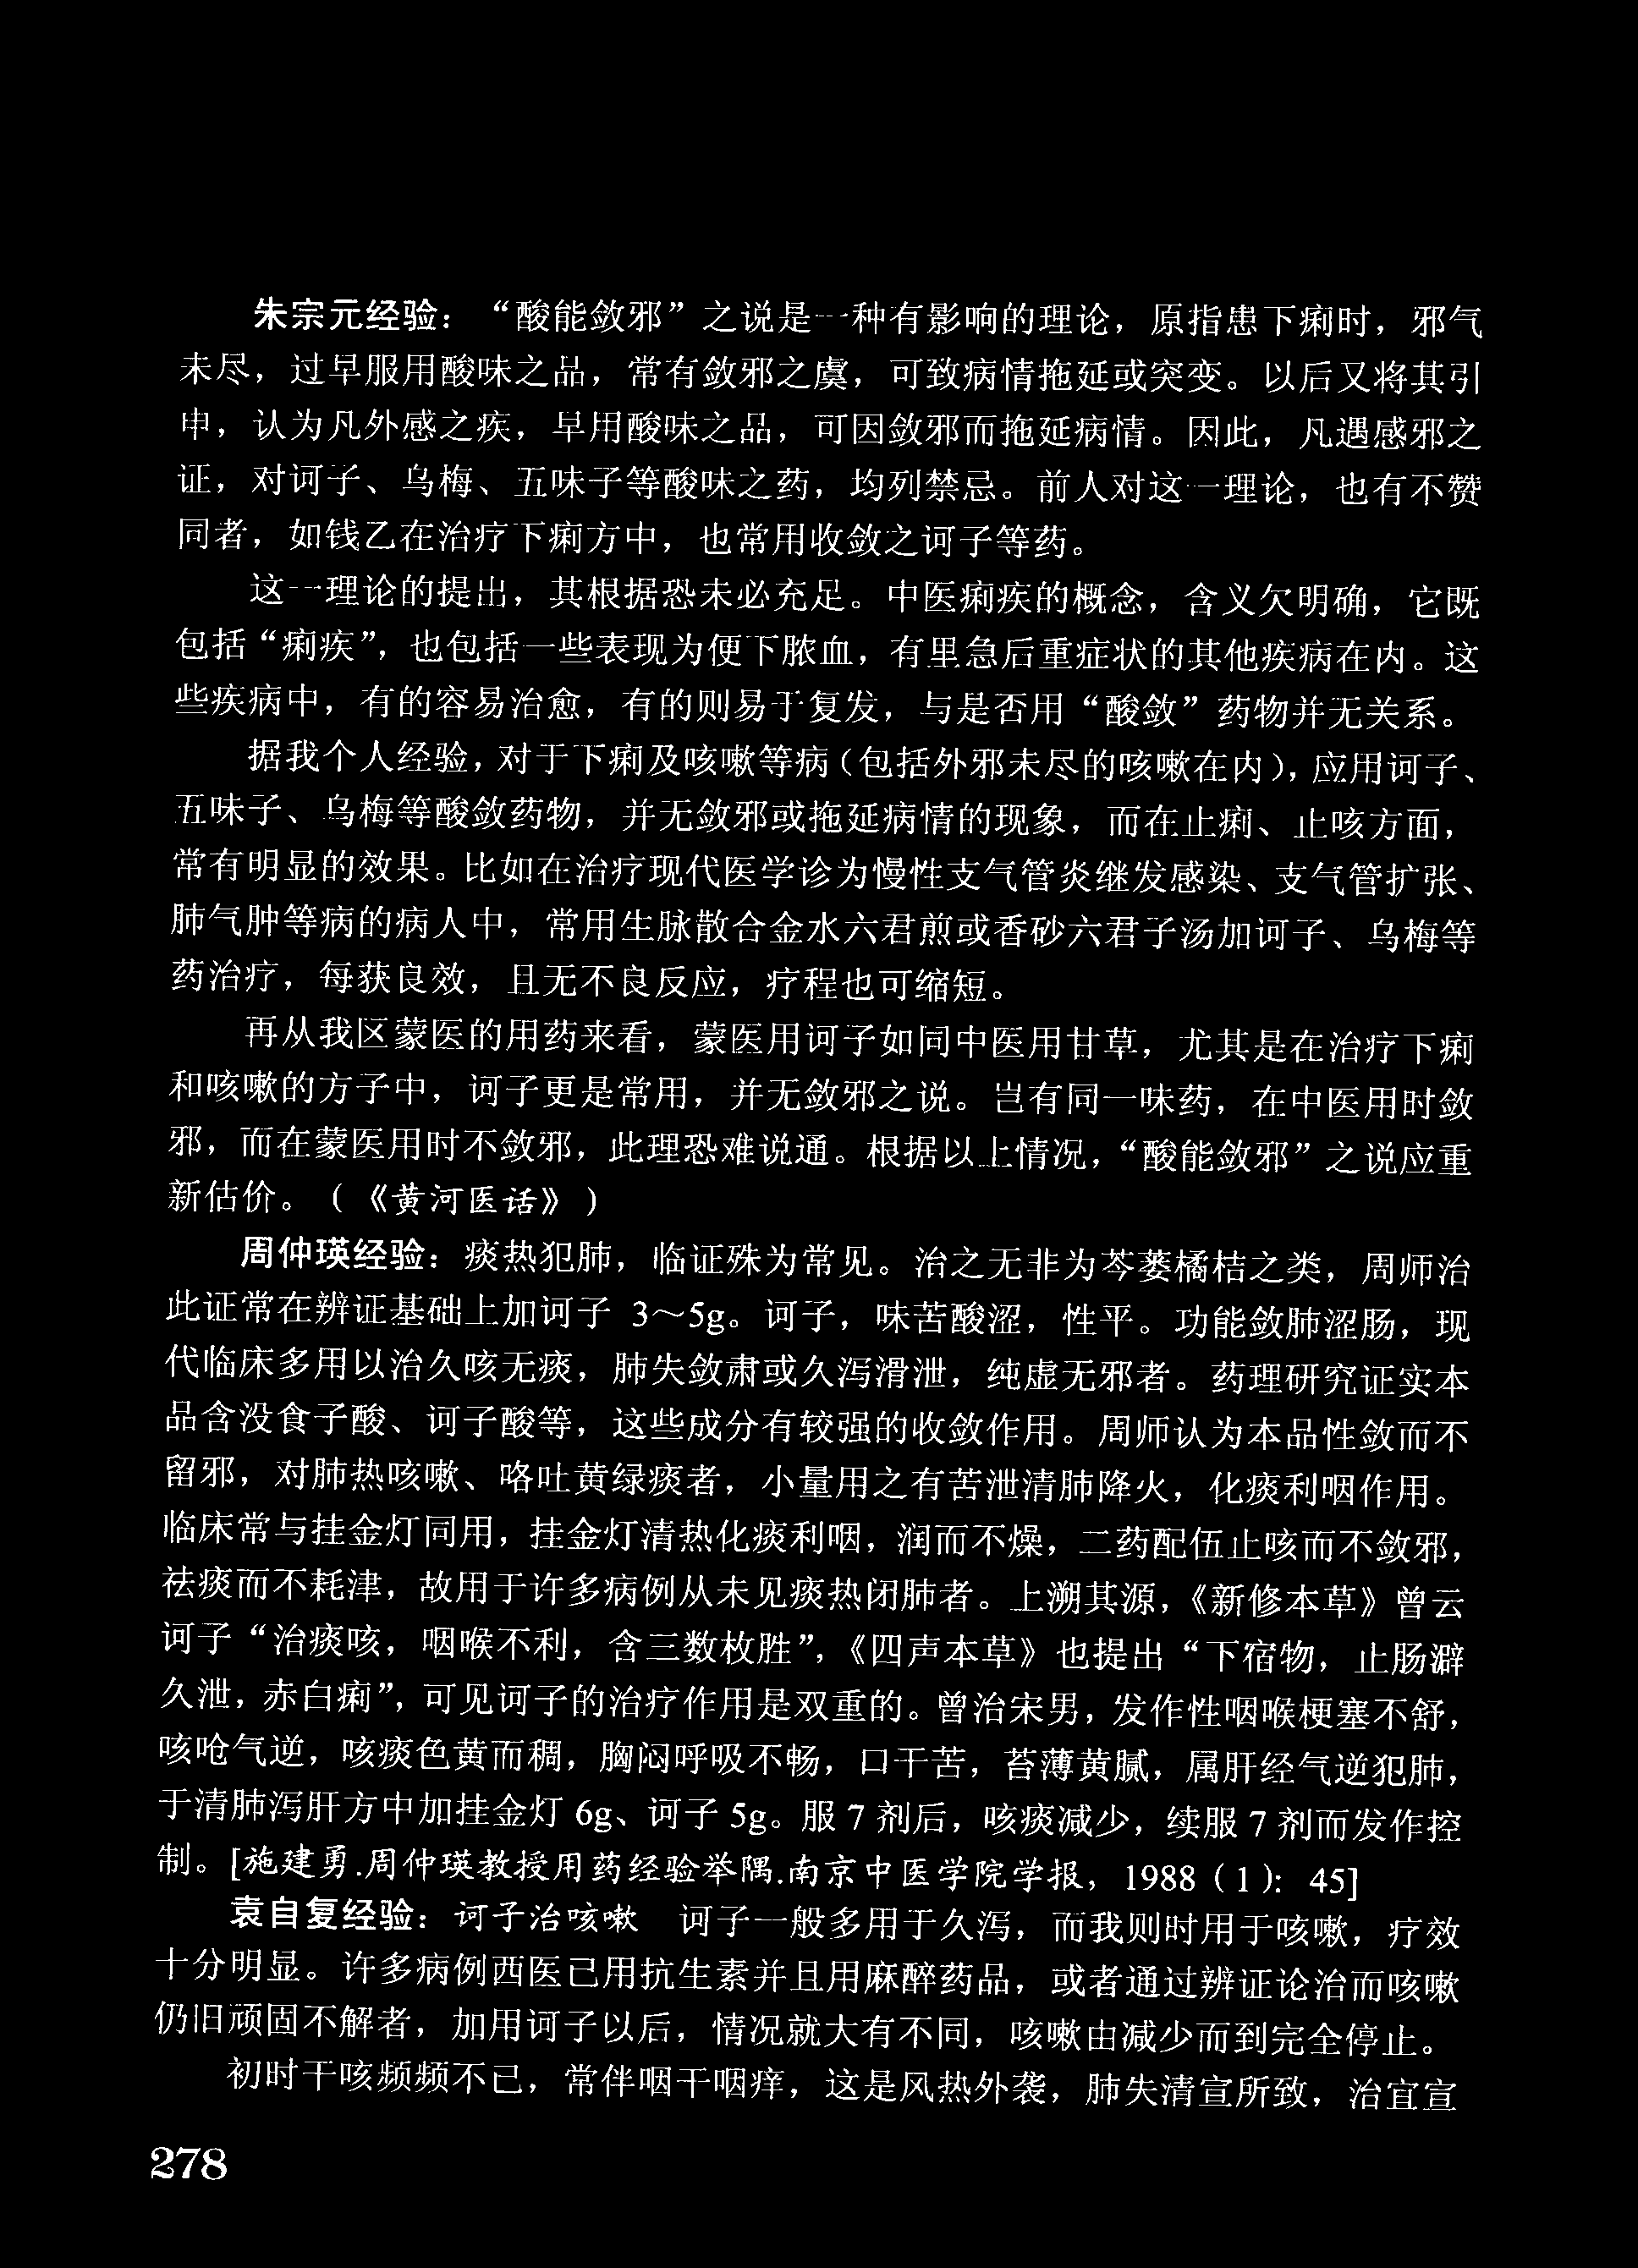 朱宗元经验：“酸能敛邪”之说是一种有影响的理论，原指患下痢时，邪气
未尽，过早服用酸味之品，常有敛邪之虞，可致病情拖延或突变。以后又将其引
申，认为凡外感之疾，早用酸味之品，可因敛邪而拖延病情。因此，凡遇感邪之
证，对诃子、乌梅、五味子等酸味之药，均列禁忌。前人对这一理论，也有不赞
同者，如钱乙在治疗下痢方中，也常用收敛之诃子等药。
这一理论的提出，其根据恐未必充足。中医痢疾的概念，含义欠明确，它既
包括“痢疾”，也包括一些表现为便下脓血，有里急后重症状的其他疾病在内。这
些疾病中，有的容易治愈，有的则易于复发，与是否用“酸敛”药物并无关系。
据我个人经验，对于下痢及咳嗽等病（包括外邪未尽的咳嗽在内），应用诃子、
五味子、乌梅等酸敛药物，并无敛邪或拖延病情的现象，而在止痢、止咳方面，
常有明显的效果。比如在治疗现代医学诊为慢性支气管炎继发感染、支气管扩张、
肺气肿等病的病人中，常用生脉散合金水六君煎或香砂六君子汤加诃子、乌梅等
药治疗，每获良效，且无不良反应，疗程也可缩短。
再从我区蒙医的用药来看，蒙医用诃子如同中医用甘草，尤其是在治疗下痢
和咳嗽的方子中，诃子更是常用，并无敛邪之说。岂有同一味药，在中医用时敛
邪，而在蒙医用时不敛邪，此理恐难说通。根据以上情况，“酸能敛邪”之说应重
新估价。（《黄河医话》）
周仲瑛经验：痰热犯肺，临证殊为常见。治之无非为芩蒌橘桔之类，周师治
此证常在辨证基础上加诃子 3～5g。诃子，味苦酸涩，性平。功能敛肺涩肠，现
代临床多用以治久咳无痰，肺失敛肃或久泻滑泄，纯虚无邪者。药理研究证实本
品含没食子酸、诃子酸等，这些成分有较强的收敛作用。周师认为本品性敛而不
留邪，对肺热咳嗽、咯吐黄绿痰者，小量用之有苦泄清肺降火，化痰利咽作用。
临床常与挂金灯同用，挂金灯清热化痰利咽，润而不燥，二药配伍止咳而不敛邪，
祛痰而不耗津，故用于许多病例从未见痰热闭肺者。上溯其源，《新修本草》曾云
诃子“治痰咳，咽喉不利，含三数枚胜”，《四声本草》也提出“下宿物，止肠澼
久泄，赤白痢”，可见诃子的治疗作用是双重的。曾治宋男，发作性咽喉梗塞不舒，
咳呛气逆，咳痰色黄而稠，胸闷呼吸不畅，口干苦，苔薄黄腻，属肝经气逆犯肺，
于清肺泻肝方中加挂金灯 6g、诃子 5g。服 7 剂后，咳痰减少，续服 7 剂而发作控
制。[施建勇.周仲瑛教授用药经验举隅.南京中医学院学报，1988（1）：45]
袁自复经验：诃子治咳嗽　诃子一般多用于久泻，而我则时用于咳嗽，疗效
十分明显。许多病例西医已用抗生素并且用麻醉药品，或者通过辨证论治而咳嗽
仍旧顽固不解者，加用诃子以后，情况就大有不同，咳嗽由减少而到完全停止。
初时干咳频频不已，常伴咽干咽痒，这是风热外袭，肺失清宣所致，治宜宣
278